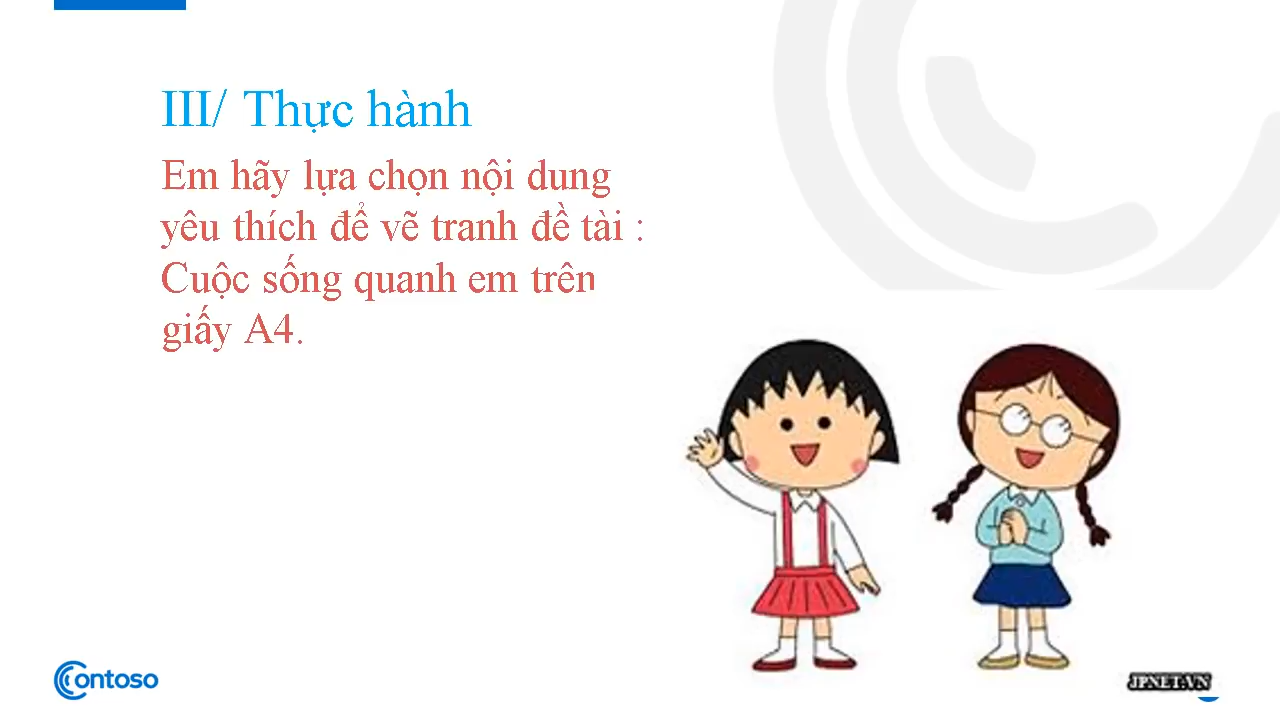 III/ Thực hành
Em hãy lựa chọn nội dung
yêu thích để vẽ tranh đề tài :
Cuộc sống quanh em trên
giấy A4.
Contoso
JPNET.VN